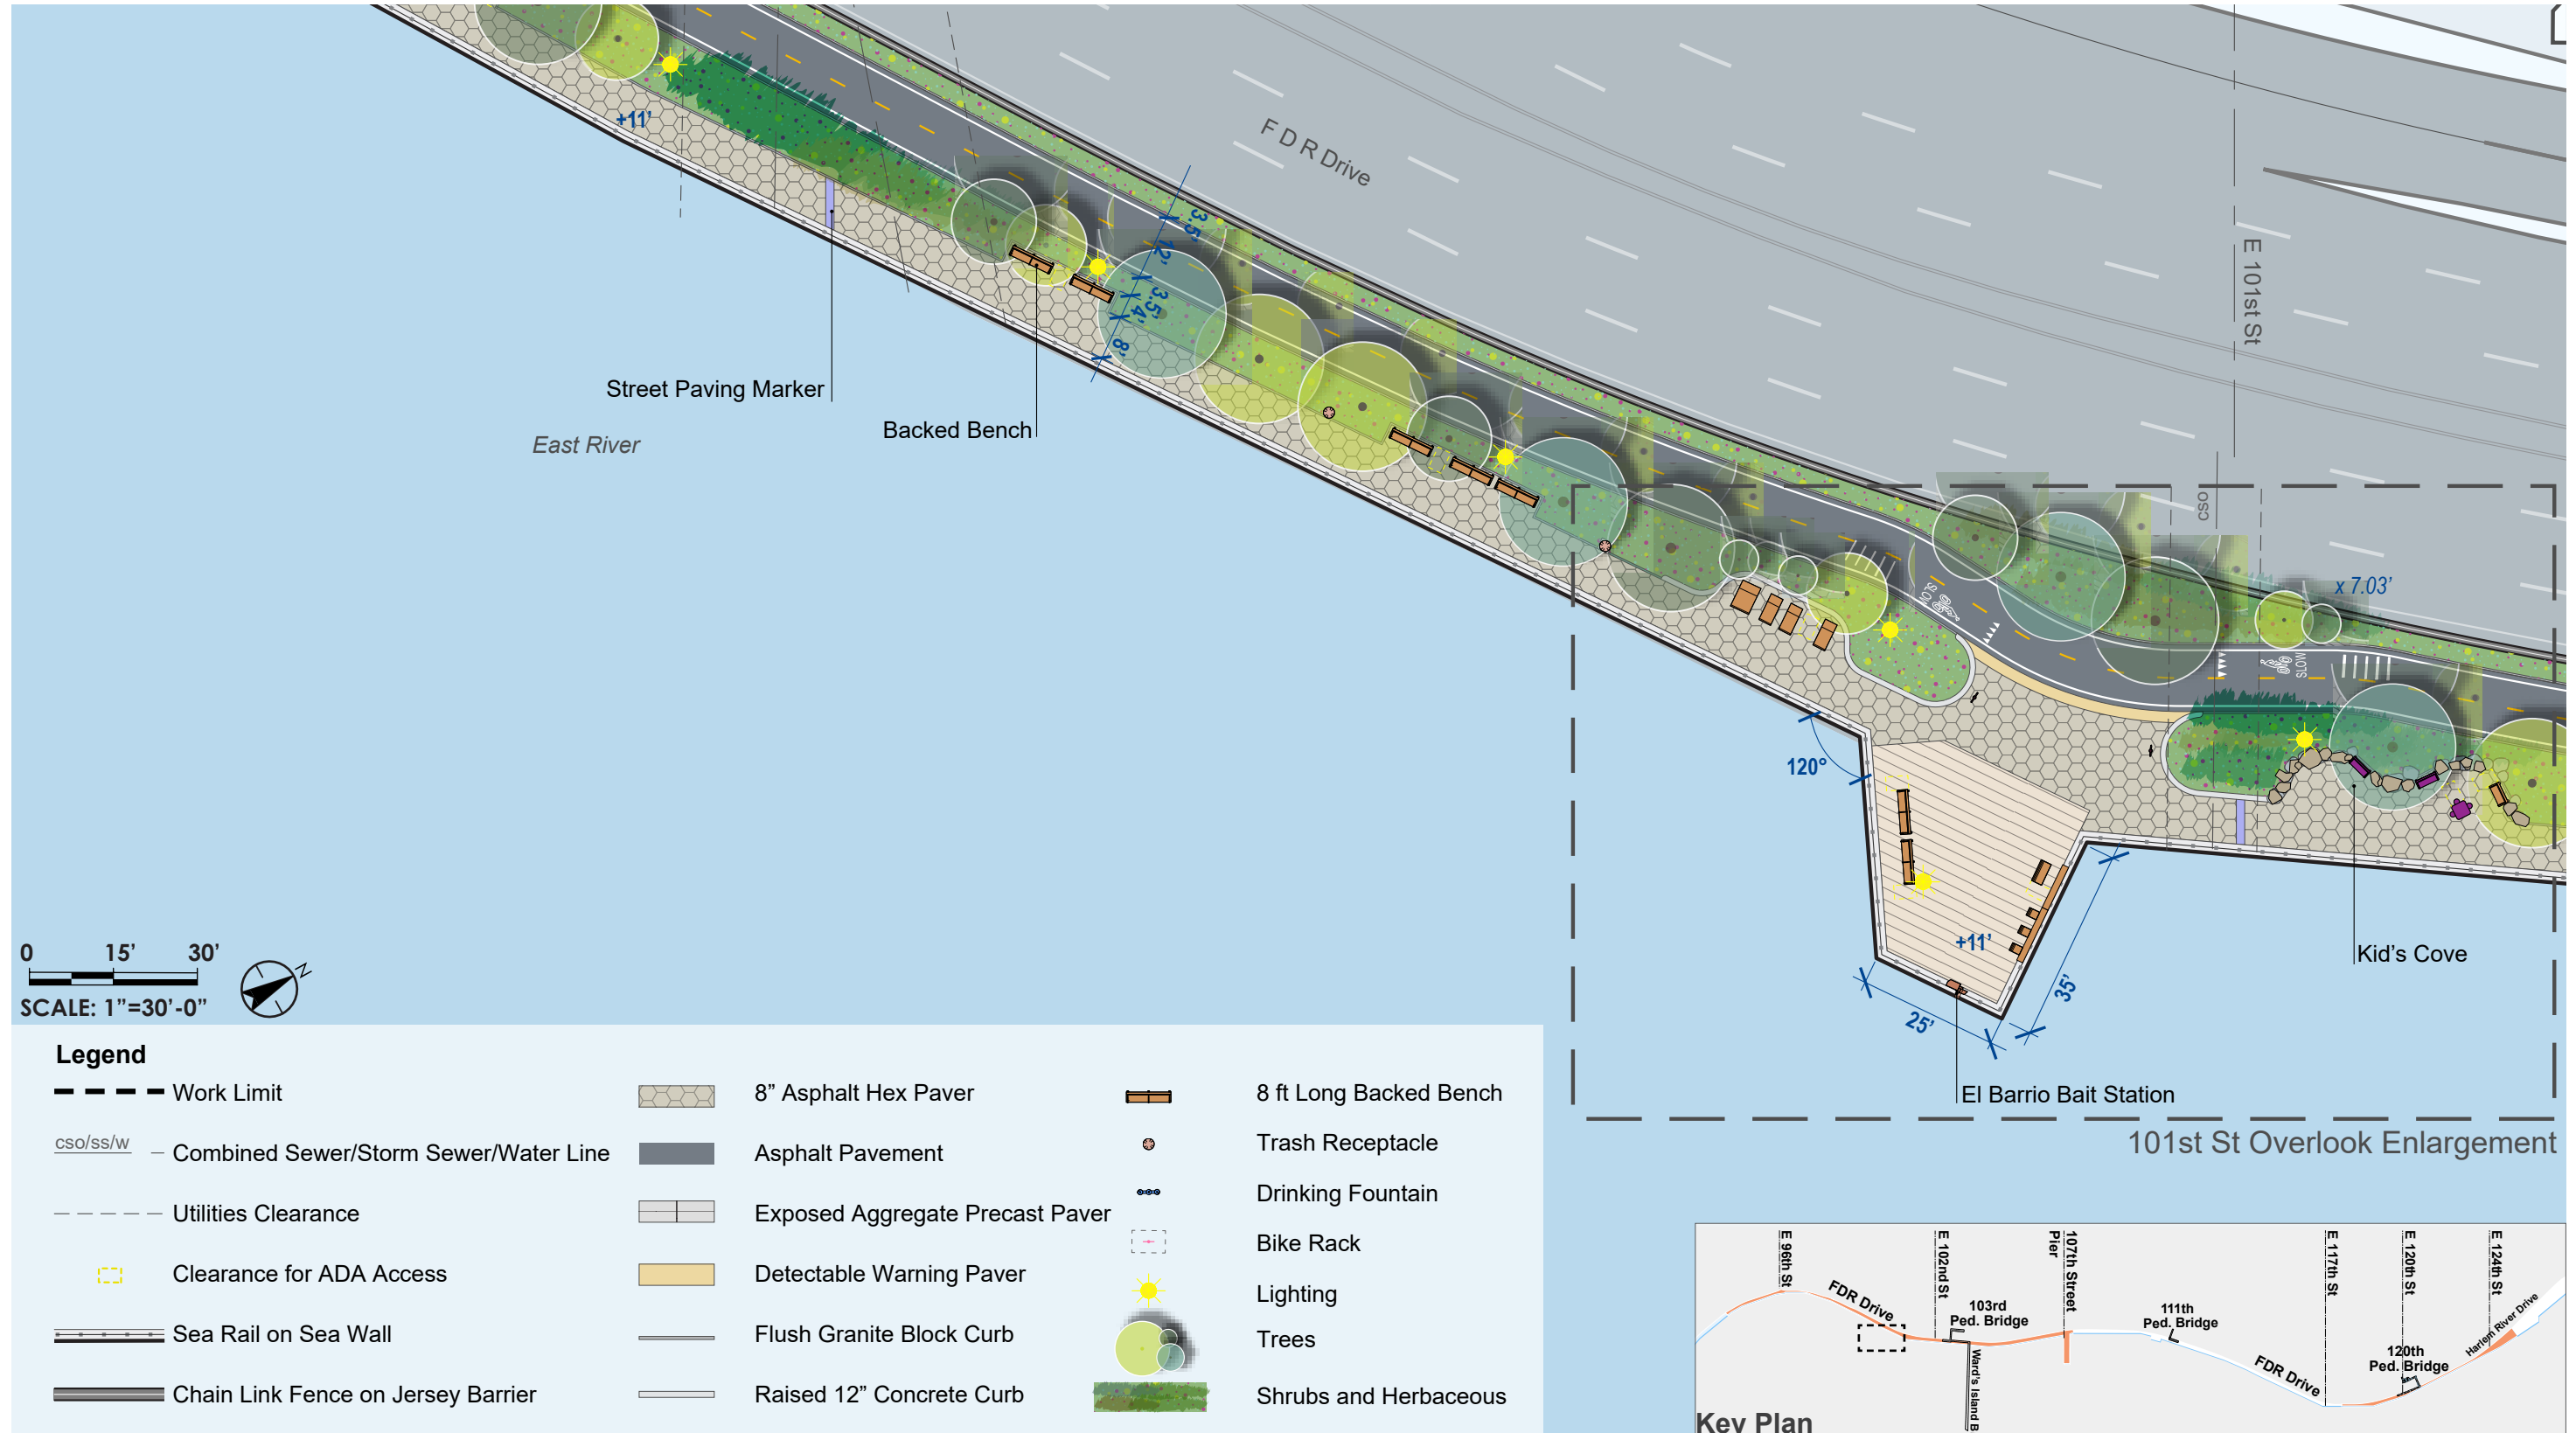 F D R Drive
E 101st St
+11’
3.5’
12’
3.5’
4’
8’
Street Paving Marker
Backed Bench
East River
CSO
x 7.03’
SLOW
SLOW
120°
+11’
35’
25’
Kid’s Cove
El Barrio Bait Station
101st St Overlook Enlargement
0 15’ 30’
N
SCALE: 1”=30’-0”
Legend
Work Limit
cso/ss/w
Combined Sewer/Storm Sewer/Water Line
Utilities Clearance
Clearance for ADA Access
Sea Rail on Sea Wall
Chain Link Fence on Jersey Barrier
8” Asphalt Hex Paver
Asphalt Pavement
Exposed Aggregate Precast Paver
Detectable Warning Paver
Flush Granite Block Curb
Raised 12” Concrete Curb
8 ft Long Backed Bench
Trash Receptacle
Drinking Fountain
Bike Rack
Lighting
Trees
Shrubs and Herbaceous
E 96th St
E 102nd St
107th Street
Pier
E 117th St
E 120th St
E 124th St
FDR Drive
103rd
Ped. Bridge
111th
Ped. Bridge
120th
Ped. Bridge
Harlem River Drive
FDR Drive
Ward's Island B
Key Plan